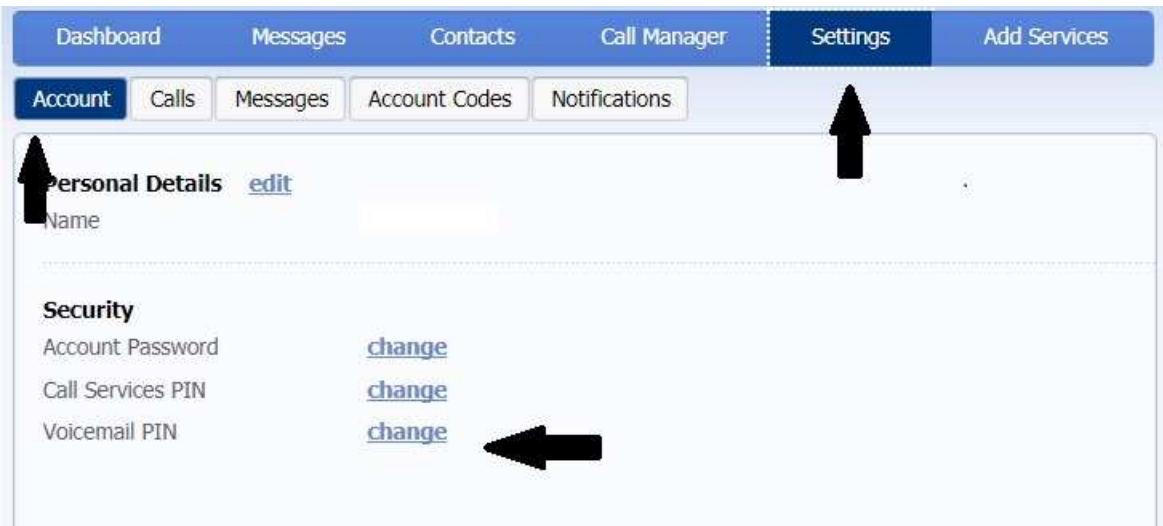 Dashboard Messages Contacts Call Manager Settings Add Services
Account Calls Messages Account Codes Notifications
Personal Details edit
Name
Security
Account Password change
Call Services PIN change
Voicemail PIN change